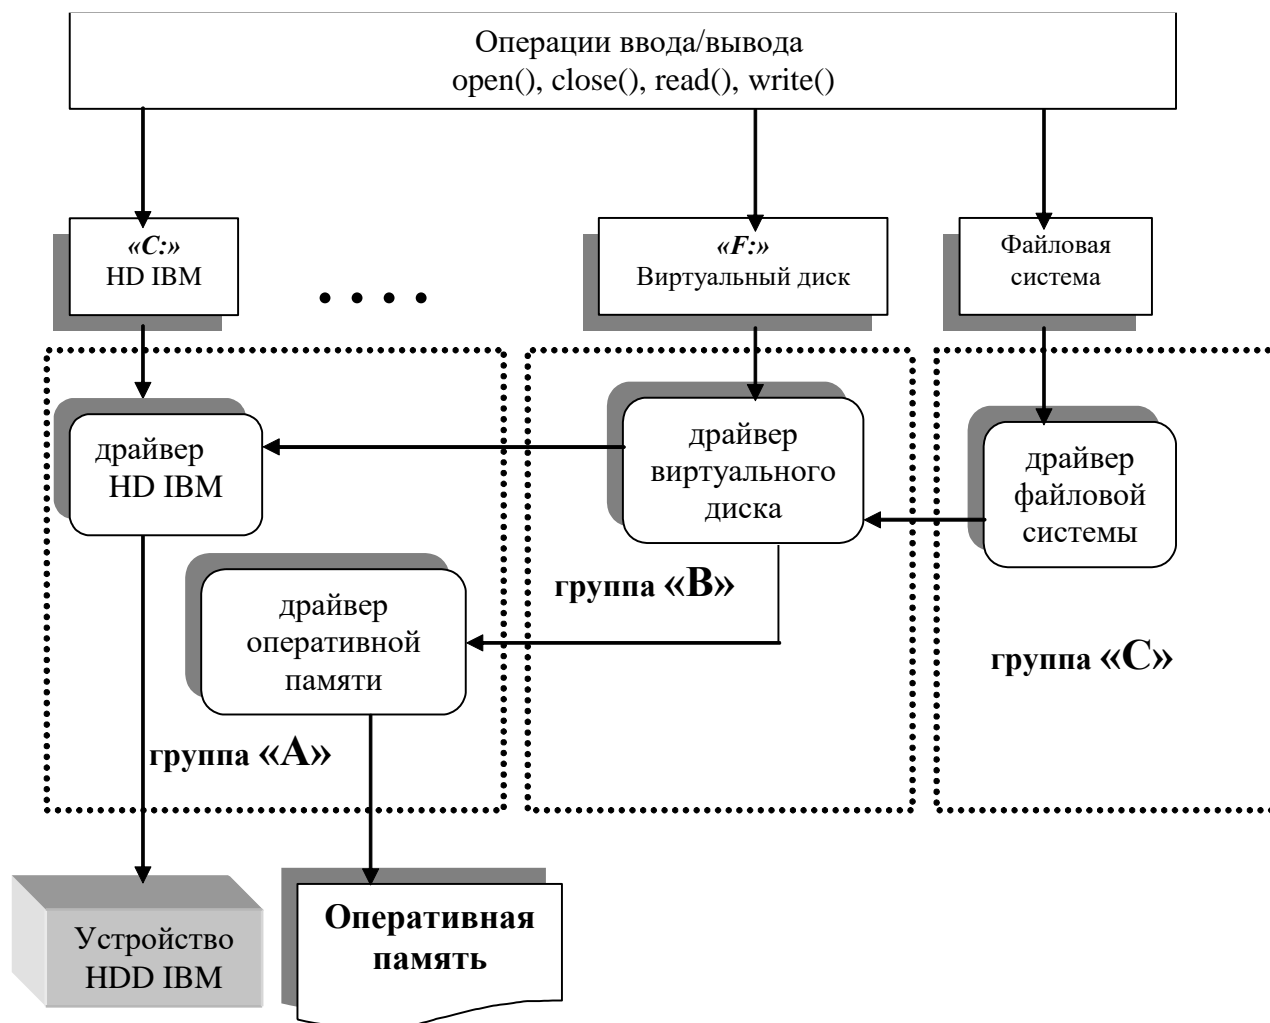 Операции ввода/вывода
open(), close(), read(), write()
«C:»
HD IBM
«F:»
Виртуальный диск
Файловая
система
драйвер
HD IBM
драйвер
виртуального
диска
драйвер
файловой
системы
группа «B»
драйвер
оперативной
памяти
группа «C»
группа «A»
Устройство
HDD IBM
Оперативная
память